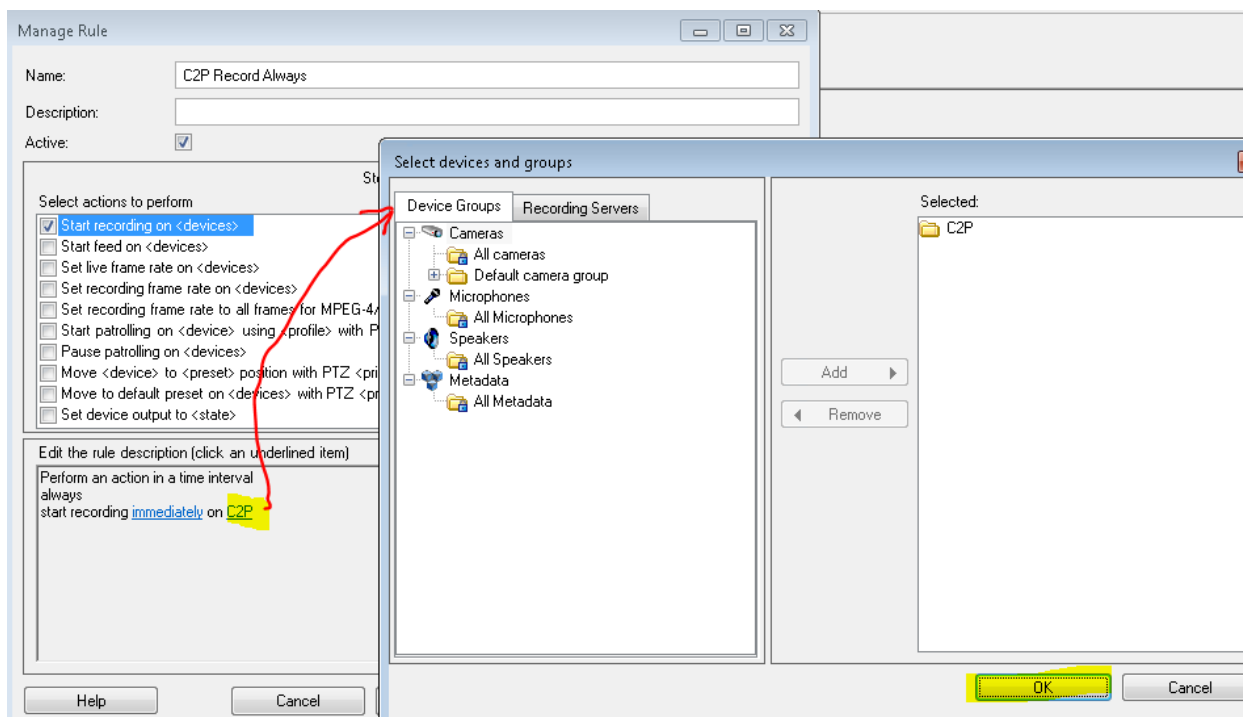 Manage Rule
Name:
C2P Record Always
Description:
Active:
Select actions to perform
Start recording on <devices>
Start feed on <devices>
Set live frame rate on <devices>
Set recording frame rate on <devices>
Set recording frame rate to all frames for MPEG-4/
Start patrolling on <device> using <profile> with P
Pause patrolling on <devices>
Move <device> to <preset> position with PTZ <pri
Move to default preset on <devices> with PTZ <pr
Set device output to <state>
Edit the rule description (click an underlined item)
Perform an action in a time interval
always
start recording immediately on C2P
Help
Cancel
Select devices and groups
Device Groups
Recording Servers
Cameras
All cameras
Default camera group
Microphones
All Microphones
Speakers
All Speakers
Metadata
All Metadata
Add
Remove
Selected:
C2P
OK
Cancel